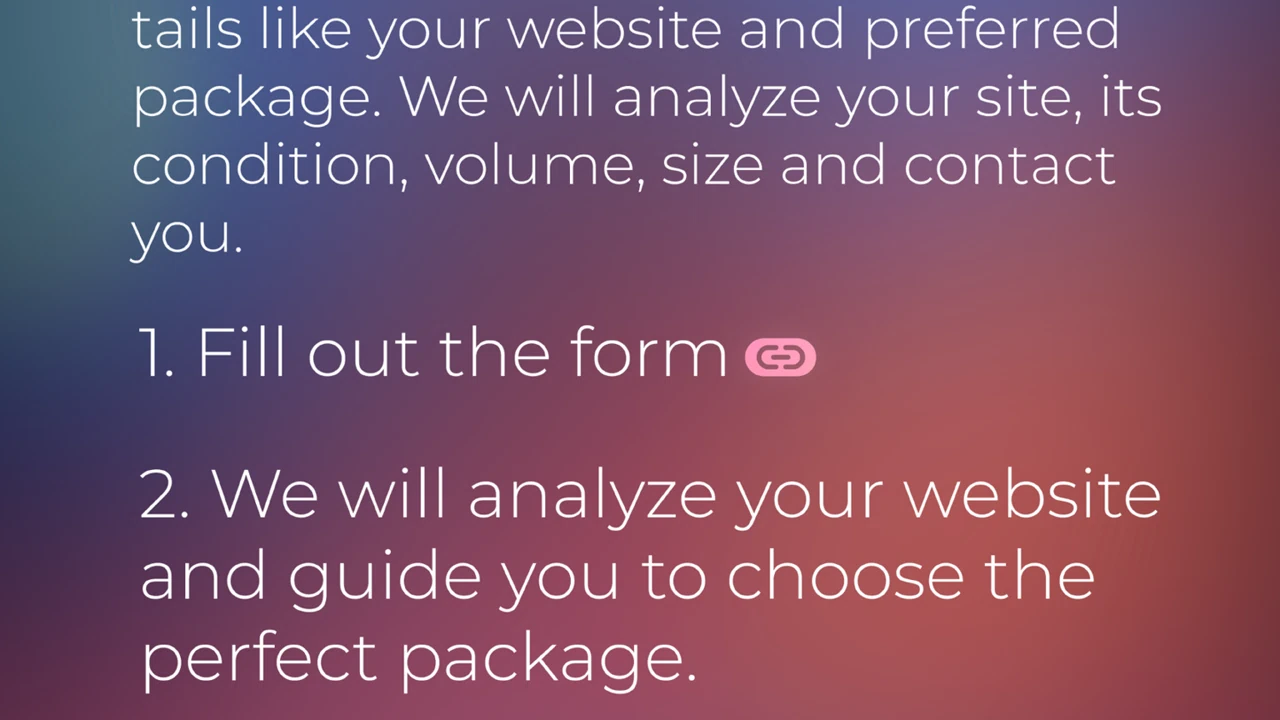 tails like your website and preferred
package. We will analyze your site, its
condition, volume, size and contact
you.
1. Fill out the form
2. We will analyze your website
and guide you to choose the
perfect package.